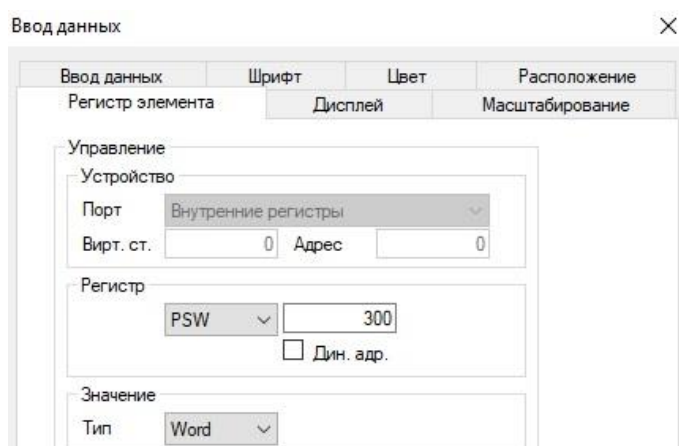 Ввод данных
Ввод данных Шрифт Цвет Расположение
Регистр элемента Дисплей Масштабирование
Управление
Устройство
Порт Внутренние регистры
Вирт. ст. 0 Адрес 0
Регистр
PSW 300
Дин. адр.
Значение
Тип Word